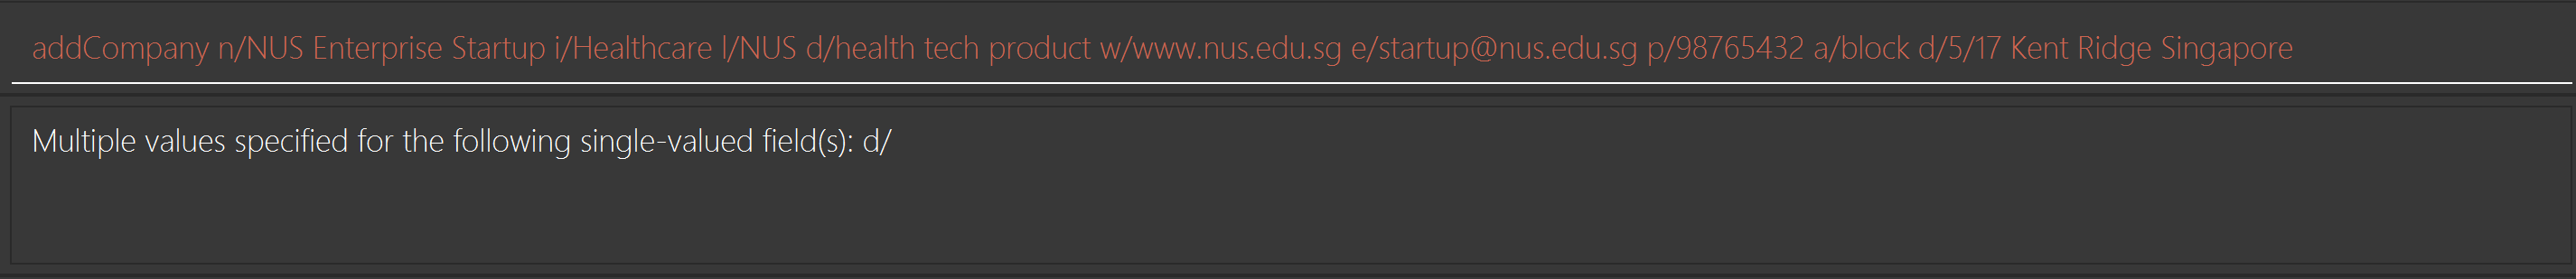 addCompany n/NUS Enterprise Startup i/Healthcare l/NUS d/health tech product w/www.nus.edu.sg e/startup@nus.edu.sg p/98765432 a/block d/5/17 Kent Ridge Singapore
Multiple values specified for the following single-valued field(s): d/